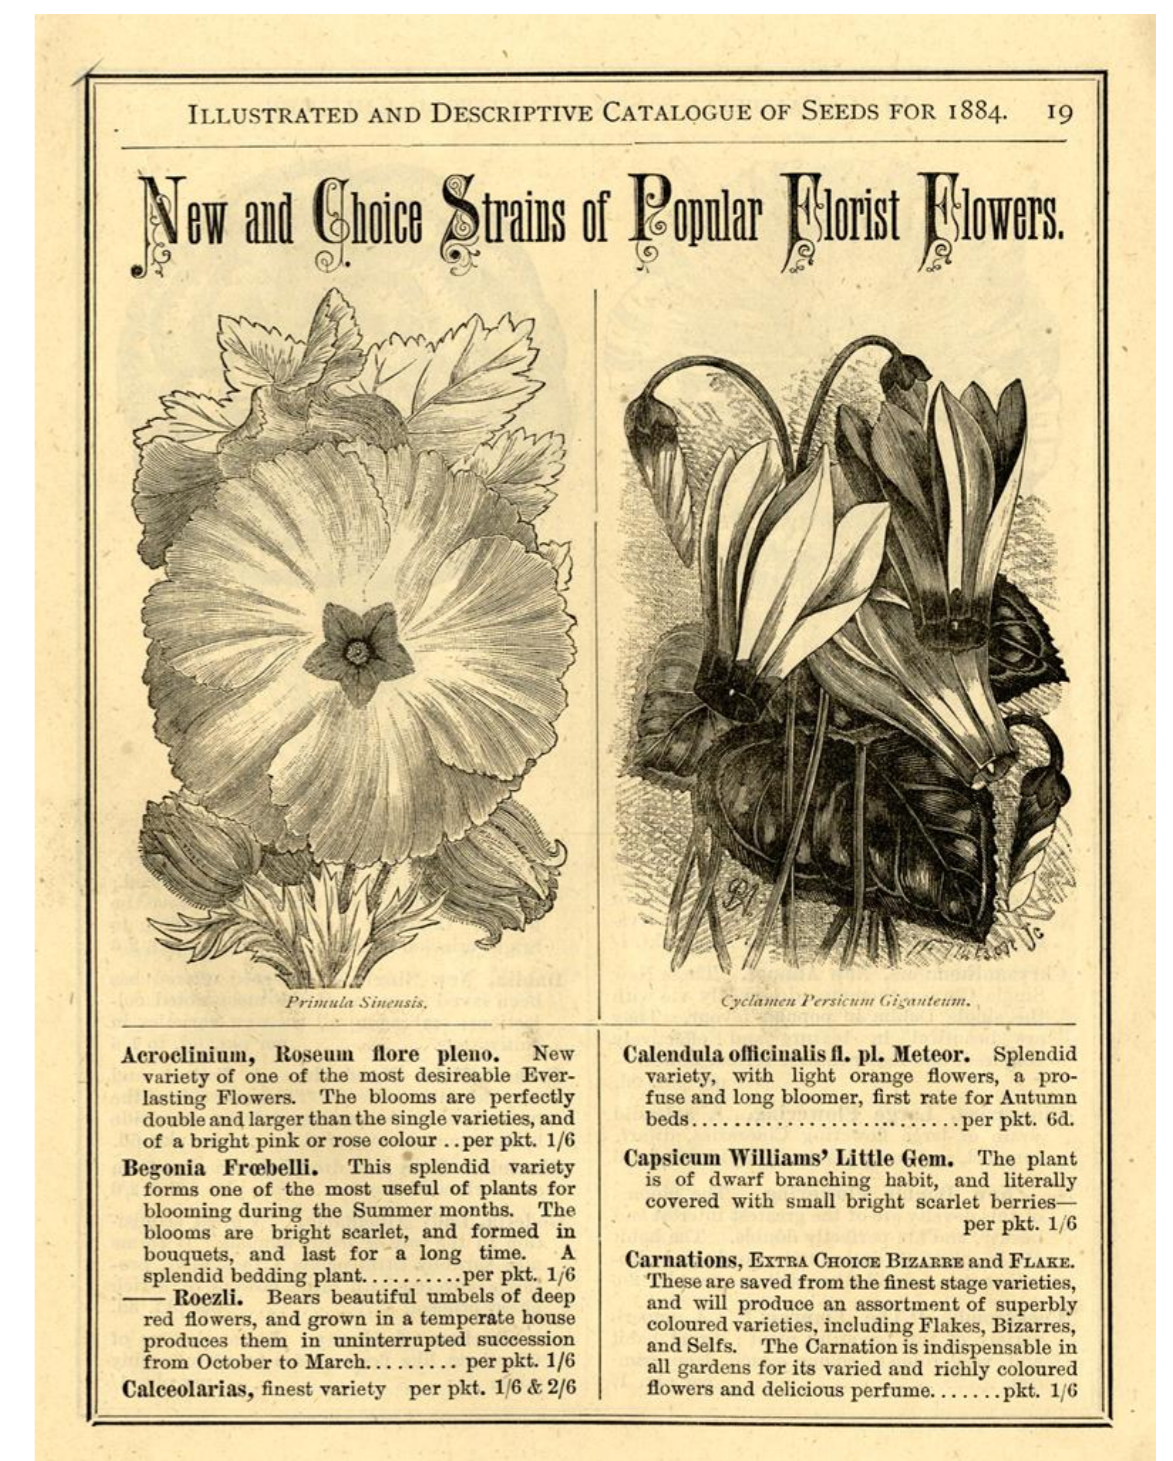 ILLUSTRATED AND DESCRIPTIVE CATALOGUE OF SEEDS FOR 1884. 19
New and Choice Strains of Popular Florist Flowers.
Primula Sinensis.
Cyclamen Persicum Giganteum.
Acroclinium, Roseum flore pleno. New
variety of one of the most desireable Ever-
lasting Flowers. The blooms are perfectly
double and larger than the single varieties, and
of a bright pink or rose colour ..per pkt. 1/6
Begonia Frœbelli. This splendid variety
forms one of the most useful of plants for
blooming during the Summer months. The
blooms are bright scarlet, and formed in
bouquets, and last for a long time. A
splendid bedding plant..........per pkt. 1/6
—— Roezli. Bears beautiful umbels of deep
red flowers, and grown in a temperate house
produces them in uninterrupted succession
from October to March......... per pkt. 1/6
Calceolarias, finest variety per pkt. 1/6 & 2/6
Calendula officinalis fl. pl. Meteor. Splendid
variety, with light orange flowers, a pro-
fuse and long bloomer, first rate for Autumn
beds..........................per pkt. 6d.
Capsicum Williams' Little Gem. The plant
is of dwarf branching habit, and literally
covered with small bright scarlet berries—
per pkt. 1/6
Carnations, EXTRA CHOICE BIZARRE and FLAKE.
These are saved from the finest stage varieties,
and will produce an assortment of superbly
coloured varieties, including Flakes, Bizarres,
and Selfs. The Carnation is indispensable in
all gardens for its varied and richly coloured
flowers and delicious perfume.......pkt. 1/6